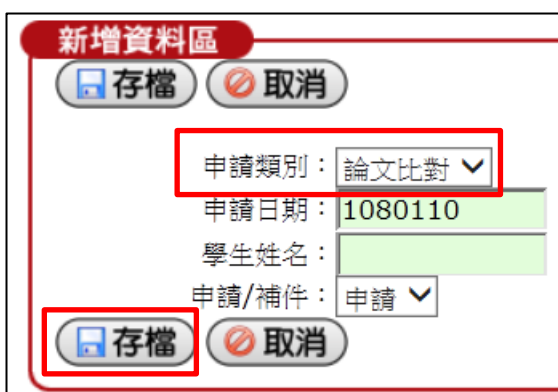 新增資料區
存檔 取消
申請類別： 論文比對
申請日期： 1080110
學生姓名：
申請/補件： 申請
存檔 取消